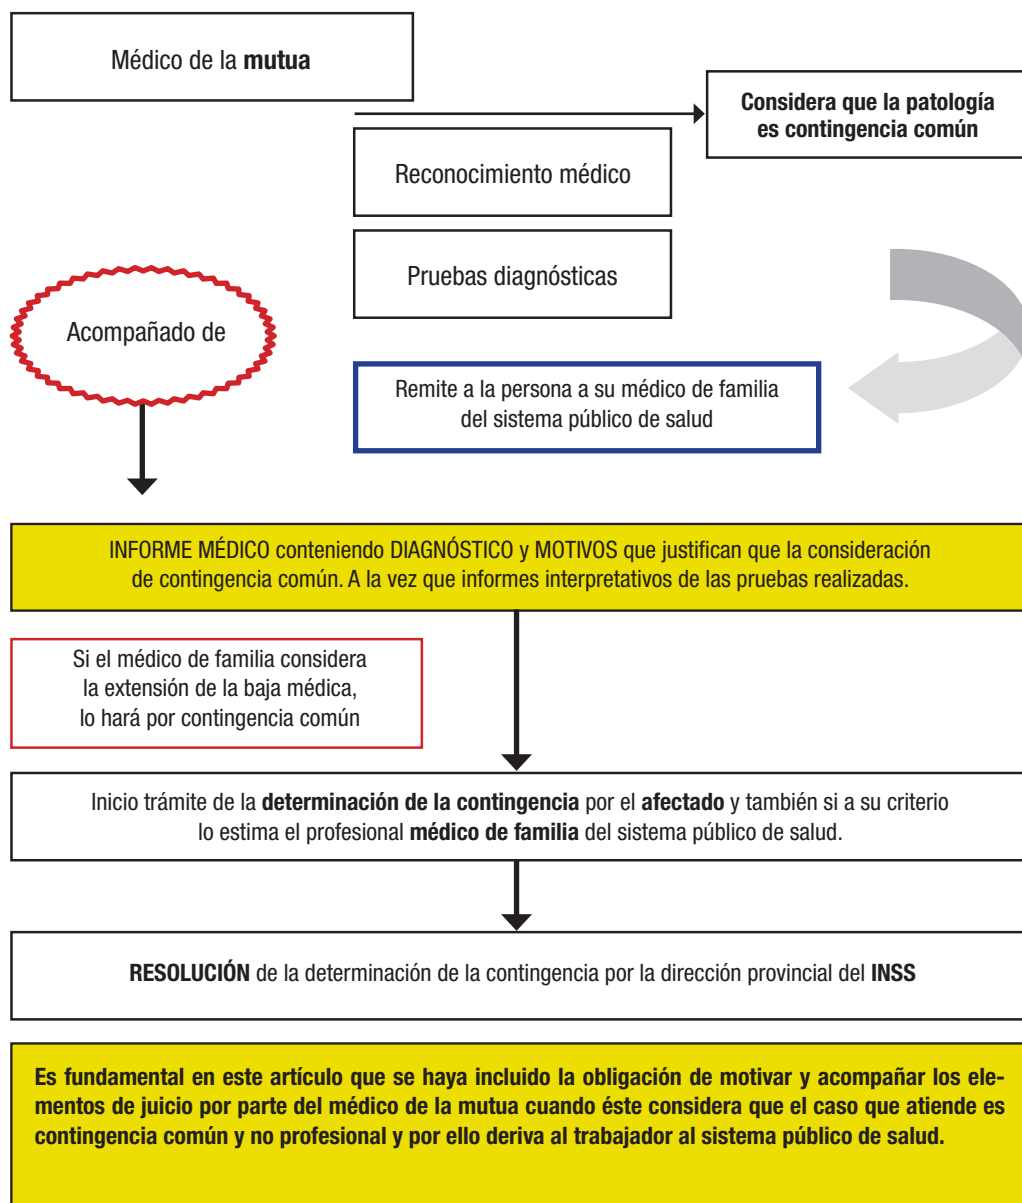 Médico de la mutua
Considera que la patología
es contingencia común
Reconocimiento médico
Pruebas diagnósticas
Acompañado de
Remite a la persona a su médico de familia
del sistema público de salud
INFORME MÉDICO conteniendo DIAGNÓSTICO y MOTIVOS que justifican que la consideración
de contingencia común. A la vez que informes interpretativos de las pruebas realizadas.
Si el médico de familia considera
la extensión de la baja médica,
lo hará por contingencia común
Inicio trámite de la determinación de la contingencia por el afectado y también si a su criterio
lo estima el profesional médico de familia del sistema público de salud.
RESOLUCIÓN de la determinación de la contingencia por la dirección provincial del INSS
Es fundamental en este artículo que se haya incluido la obligación de motivar y acompañar los ele-
mentos de juicio por parte del médico de la mutua cuando éste considera que el caso que atiende es
contingencia común y no profesional y por ello deriva al trabajador al sistema público de salud.